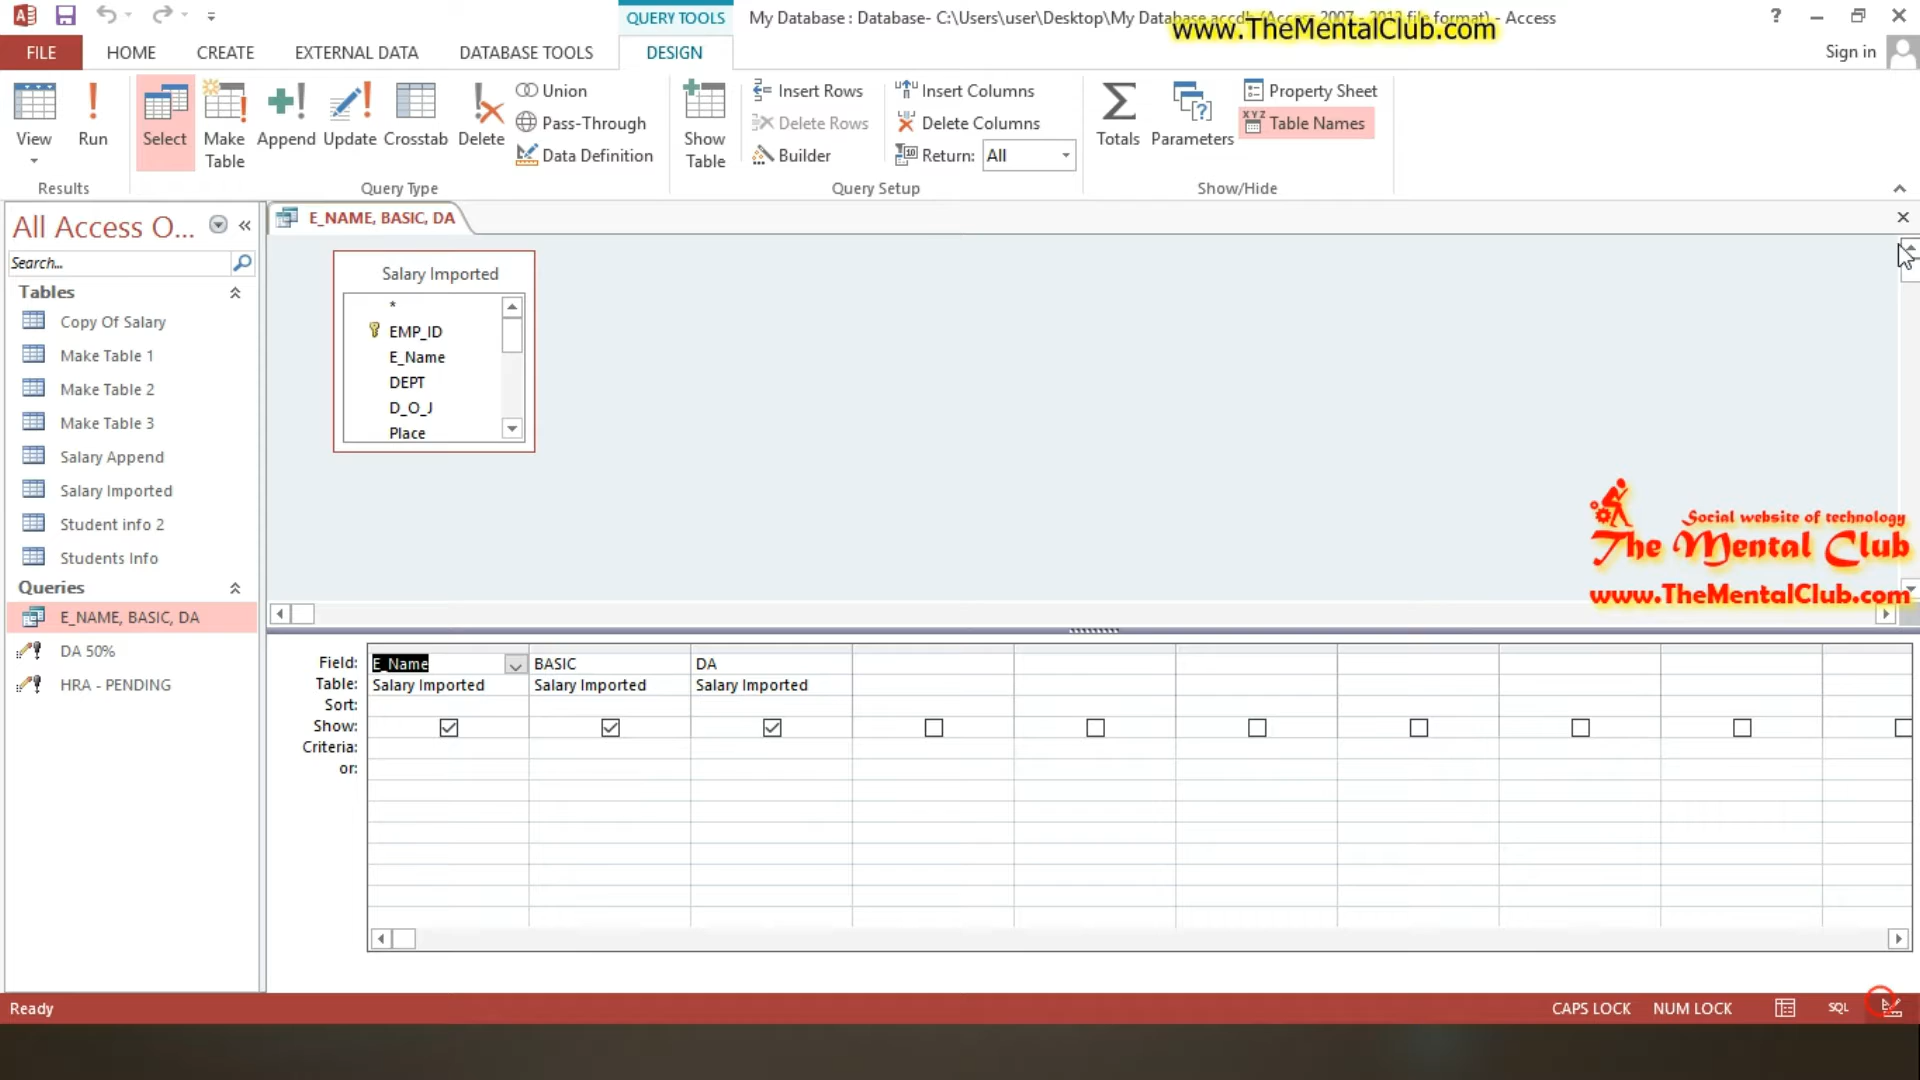 QUERY TOOLS
My Database : Database- C:\Users\user\Desktop\My Database.accdb (Access 2007 - 2013 file format) - Access
www.TheMentalClub.com
?
FILE
HOME
CREATE
EXTERNAL DATA
DATABASE TOOLS
DESIGN
Sign in
View
Run
Select
Make
Table
Append
Update
Crosstab
Delete
Union
Pass-Through
Data Definition
Show
Table
Insert Rows
Delete Rows
Builder
Insert Columns
Delete Columns
Return: All
Totals
Parameters
Property Sheet
Table Names
Results
Query Type
Query Setup
Show/Hide
All Access O...
Search...
E_NAME, BASIC, DA
Tables
Copy Of Salary
Make Table 1
Make Table 2
Make Table 3
Salary Append
Salary Imported
Student info 2
Students Info
Queries
E_NAME, BASIC, DA
DA 50%
HRA - PENDING
Salary Imported
*
EMP_ID
E_Name
DEPT
D_O_J
Place
Social website of technology
The Mental Club
www.TheMentalClub.com
Field: E_Name BASIC DA
Table: Salary Imported Salary Imported Salary Imported
Sort:
Show:
Criteria:
or:
Ready
CAPS LOCK
NUM LOCK
SQL